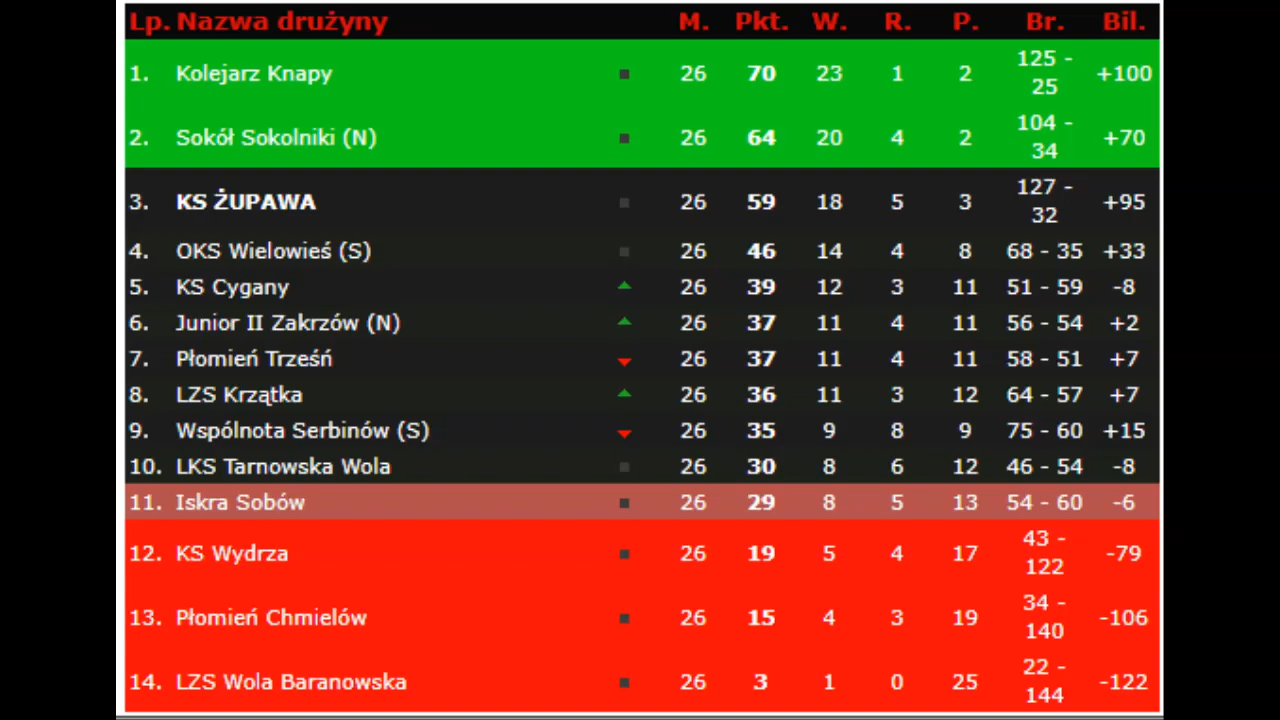 Lp. Nazwa drużyny M. Pkt. W. R. P. Br. Bil.
1. Kolejarz Knapy 26 70 23 1 2 125 - 25 +100
2. Sokół Sokolniki (N) 26 64 20 4 2 104 - 34 +70
3. KS ŻUPAWA 26 59 18 5 3 127 - 32 +95
4. OKS Wielowieś (S) 26 46 14 4 8 68 - 35 +33
5. KS Cygany 26 39 12 3 11 51 - 59 -8
6. Junior II Zakrzów (N) 26 37 11 4 11 56 - 54 +2
7. Płomień Trześń 26 37 11 4 11 58 - 51 +7
8. LZS Krzątka 26 36 11 3 12 64 - 57 +7
9. Wspólnota Serbinów (S) 26 35 9 8 9 75 - 60 +15
10. LKS Tarnowska Wola 26 30 8 6 12 46 - 54 -8
11. Iskra Sobów 26 29 8 5 13 54 - 60 -6
12. KS Wydrza 26 19 5 4 17 43 - 122 -79
13. Płomień Chmielów 26 15 4 3 19 34 - 140 -106
14. LZS Wola Baranowska 26 3 1 0 25 22 - 144 -122